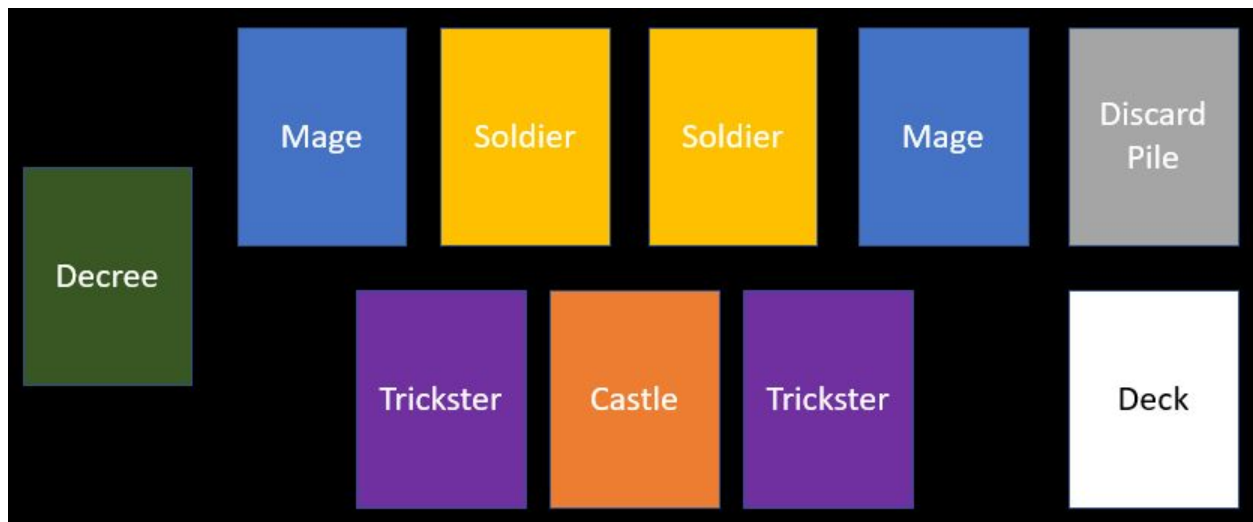 Mage
Soldier
Soldier
Mage
Discard
Pile
Decree
Trickster
Castle
Trickster
Deck